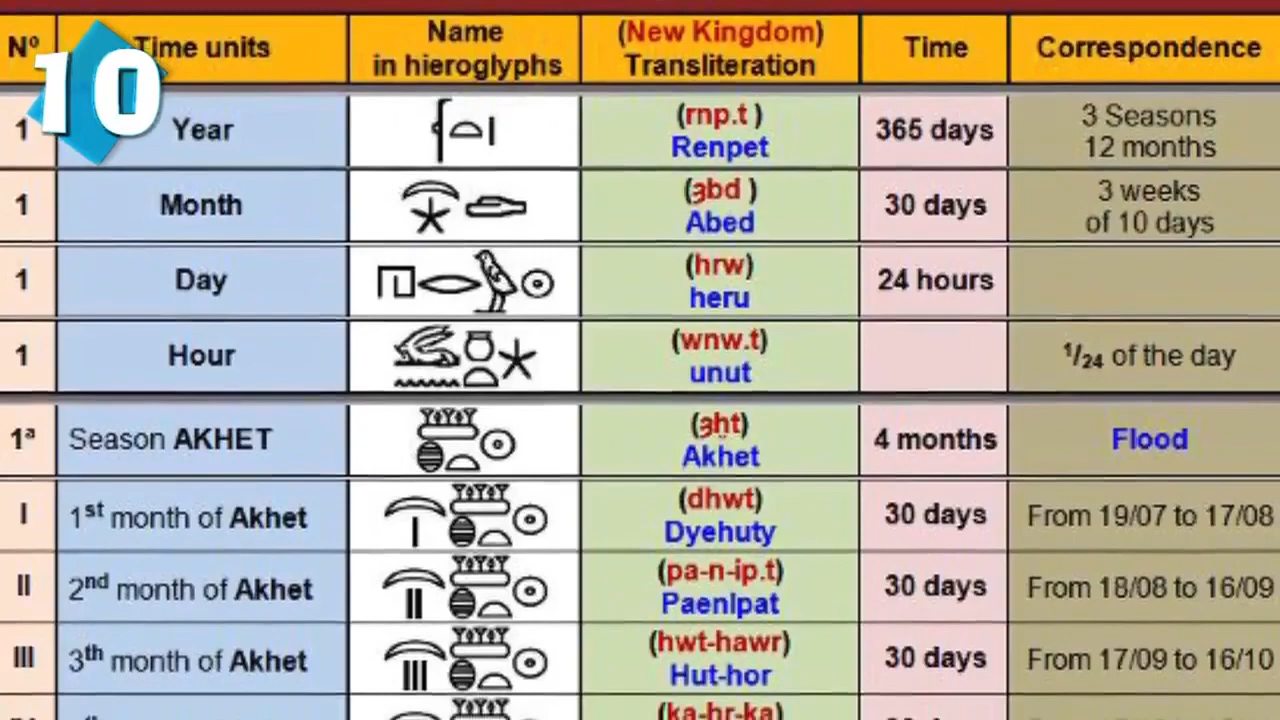 10
Nº Time units Name in hieroglyphs (New Kingdom) Transliteration Time Correspondence
1 Year (rnp.t ) Renpet 365 days 3 Seasons 12 months
1 Month (ȝbd ) Abed 30 days 3 weeks of 10 days
1 Day (hrw) heru 24 hours
1 Hour (wnw.t) unut 1/24 of the day
1ª Season AKHET (ȝḥt) Akhet 4 months Flood
I 1st month of Akhet (dhwt) Dyehuty 30 days From 19/07 to 17/08
II 2nd month of Akhet (pa-n-ip.t) PaenIpat 30 days From 18/08 to 16/09
III 3th month of Akhet (hwt-hawr) Hut-hor 30 days From 17/09 to 16/10
(ka-hr-ka)